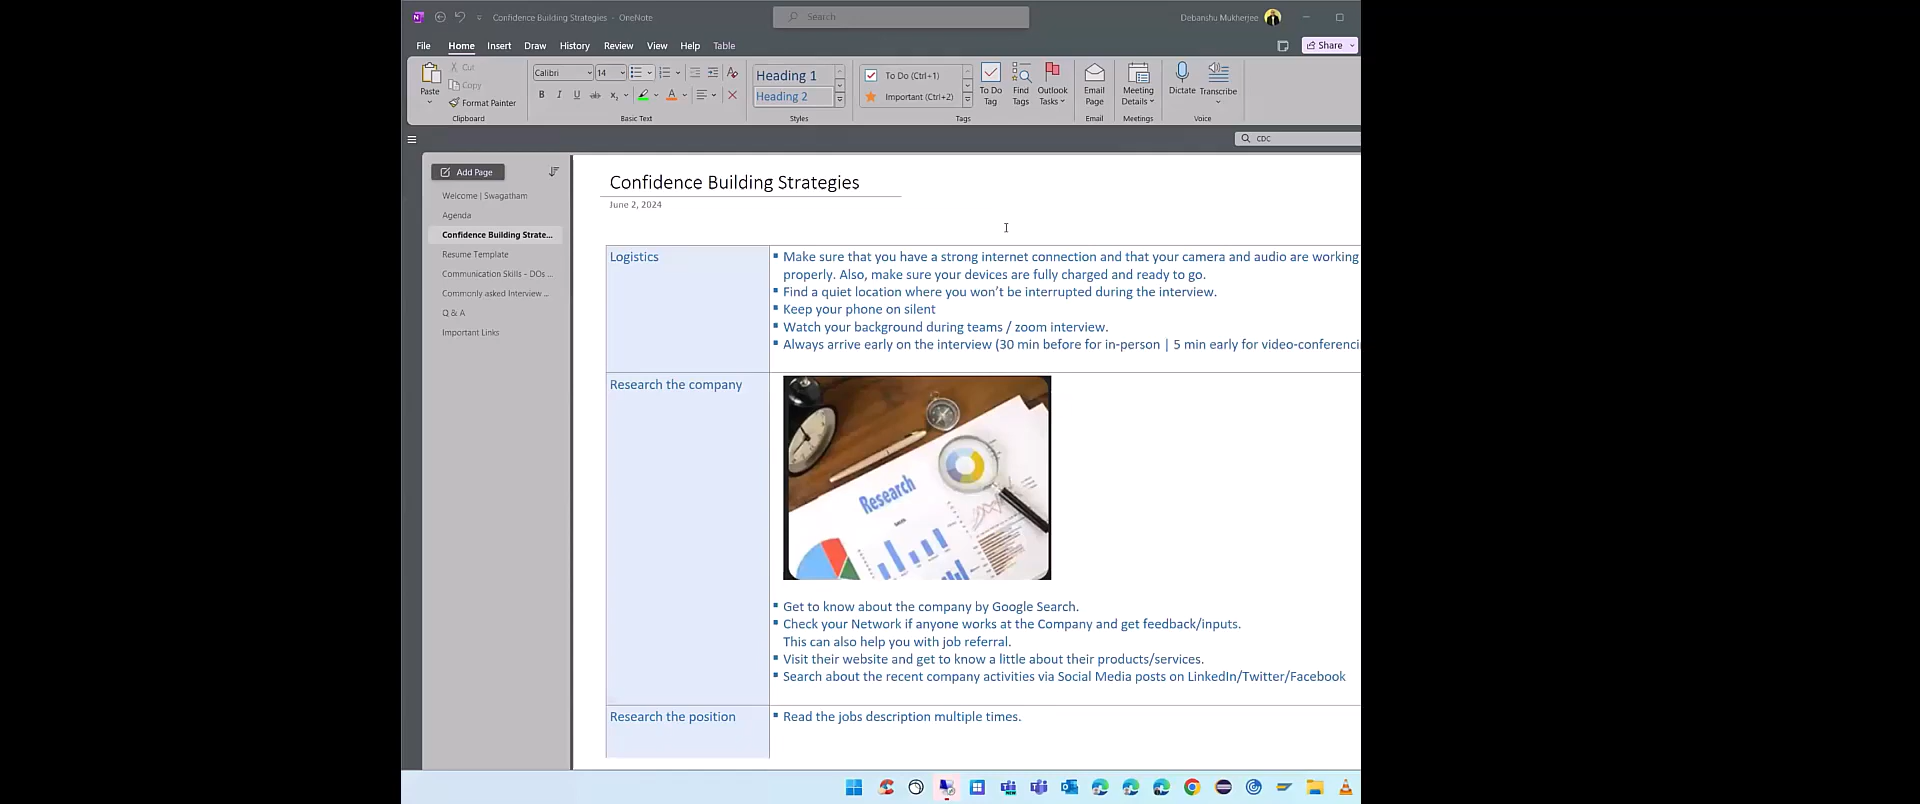 Confidence Building Strategies - OneNote
Search
Debanshu Mukherjee
File Home Insert Draw History Review View Help Table
Share
Paste
Cut
Copy
Format Painter
Clipboard
Calibri 14
B I U ab x₂ A
Basic Text
Heading 1
Heading 2
Styles
To Do (Ctrl+1)
Important (Ctrl+2)
To Do Tag
Find Tags
Outlook Tasks
Tags
Email Page
Email
Meeting Details
Meetings
Dictate
Transcribe
Voice
CDC
Add Page
Welcome | Swagatham
Agenda
Confidence Building Strate...
Resume Template
Communication Skills - DOs ...
Commonly asked Interview ...
Q & A
Important Links
Confidence Building Strategies
June 2, 2024
Logistics
▪ Make sure that you have a strong internet connection and that your camera and audio are working
properly. Also, make sure your devices are fully charged and ready to go.
▪ Find a quiet location where you won't be interrupted during the interview.
▪ Keep your phone on silent
▪ Watch your background during teams / zoom interview.
▪ Always arrive early on the interview (30 min before for in-person | 5 min early for video-conferenci
Research the company
Research
▪ Get to know about the company by Google Search.
▪ Check your Network if anyone works at the Company and get feedback/inputs.
This can also help you with job referral.
▪ Visit their website and get to know a little about their products/services.
▪ Search about the recent company activities via Social Media posts on LinkedIn/Twitter/Facebook
Research the position
▪ Read the jobs description multiple times.